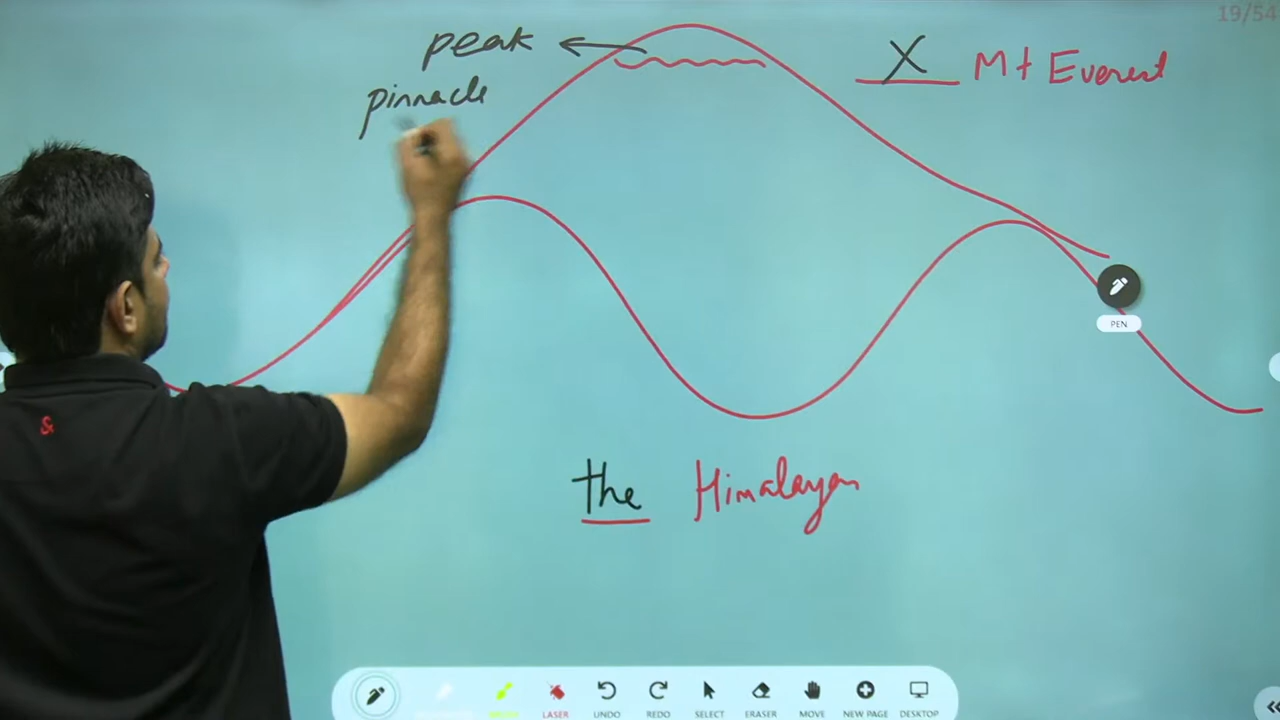 19/54
peak
X Mt Everest
pinnacle
PEN
the Himalayan
&
LASER UNDO REDO SELECT ERASER MOVE NEW PAGE DESKTOP